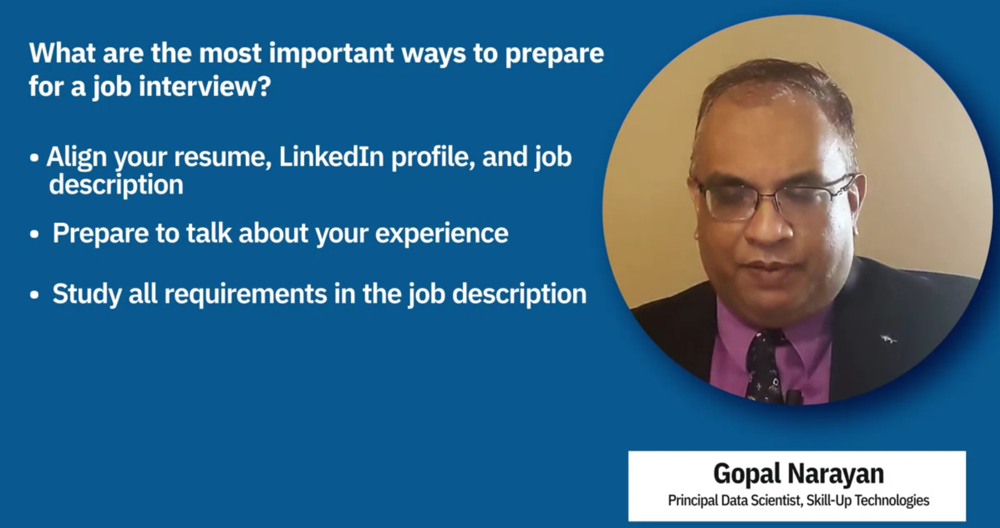 What are the most important ways to prepare
for a job interview?
• Align your resume, LinkedIn profile, and job
description
• Prepare to talk about your experience
• Study all requirements in the job description
Gopal Narayan
Principal Data Scientist, Skill-Up Technologies